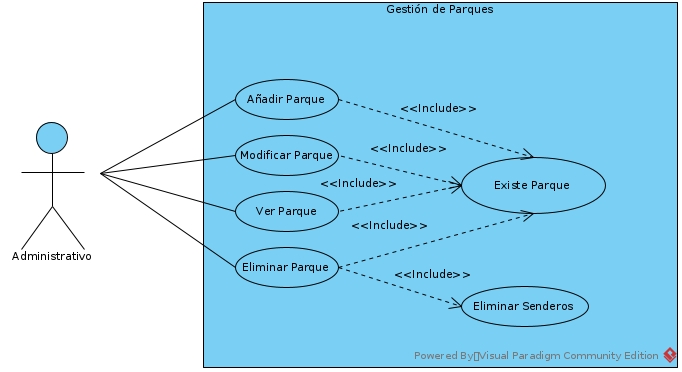 Gestión de Parques
Añadir Parque
<<Include>>
Modificar Parque
<<Include>>
Existe Parque
<<Include>>
Ver Parque
<<Include>>
Administrativo
Eliminar Parque
<<Include>>
Eliminar Senderos
Powered By Visual Paradigm Community Edition